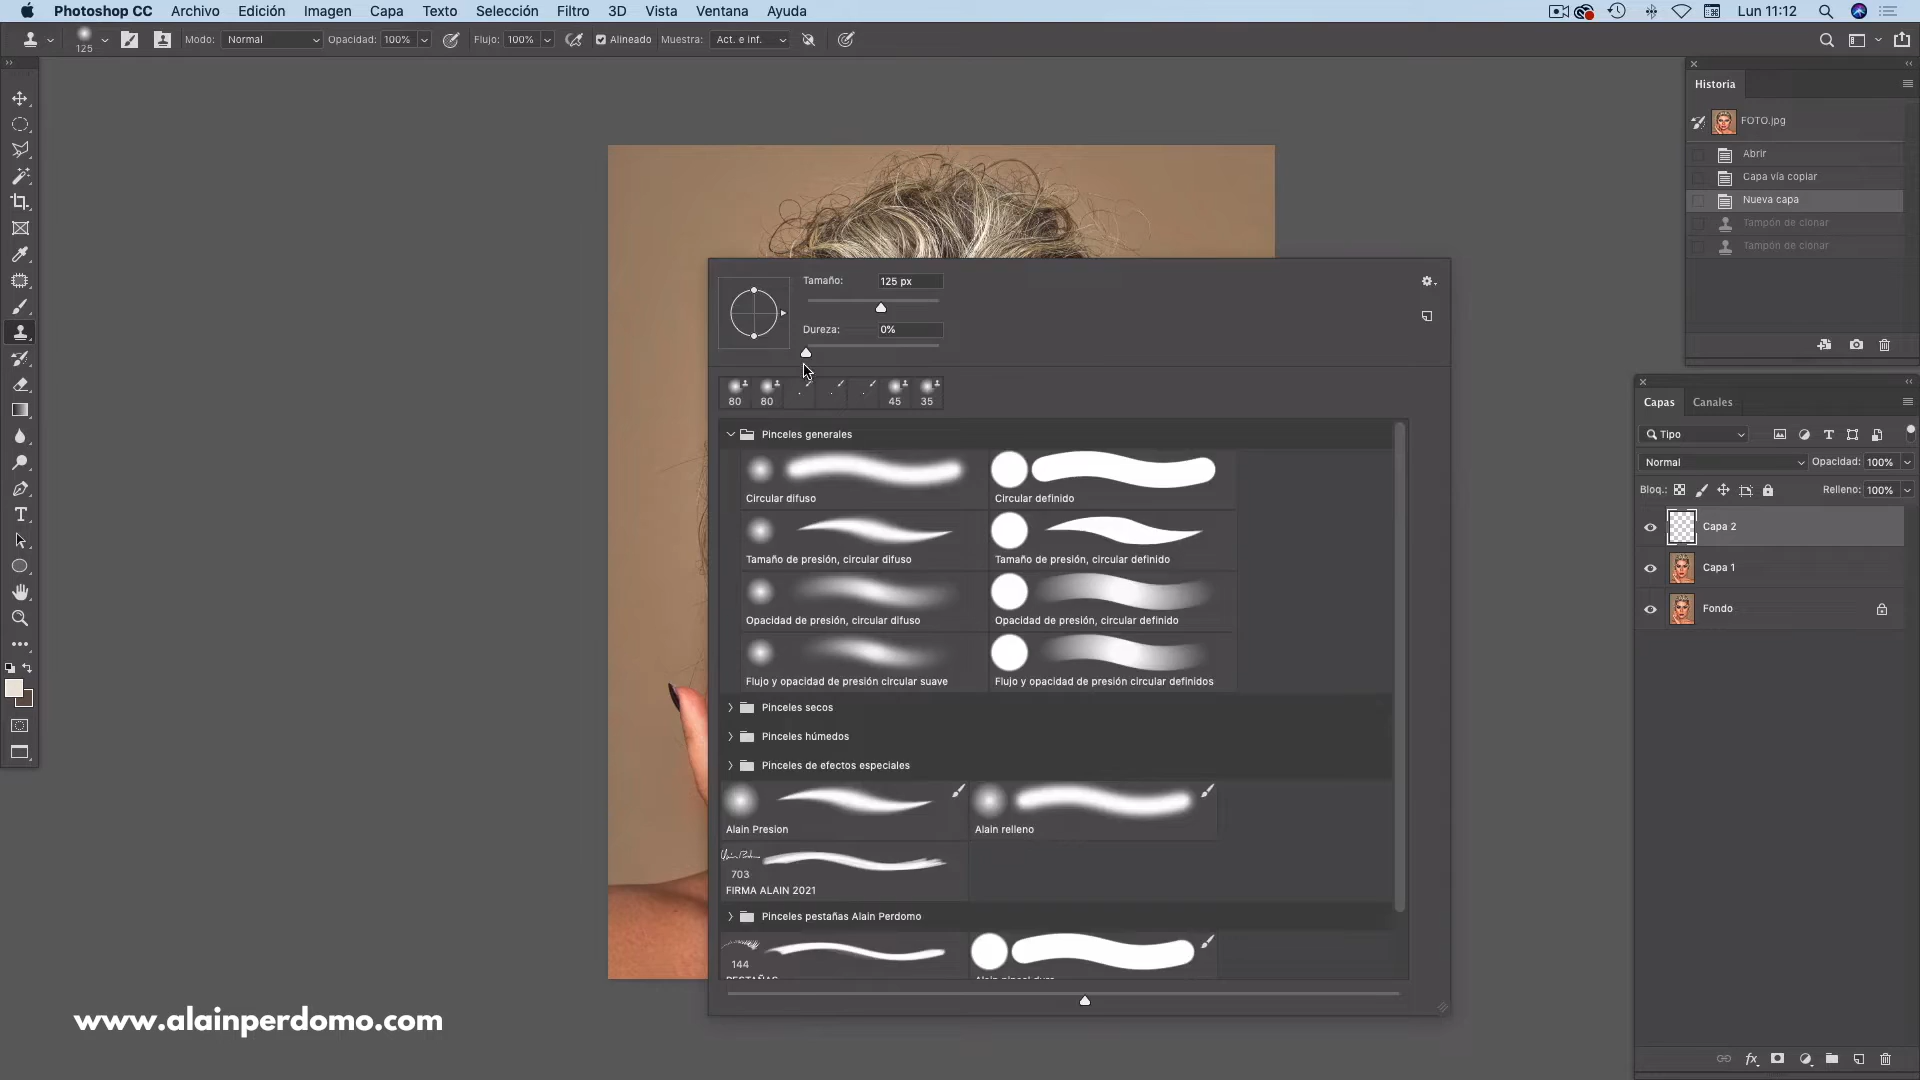 Photoshop CC Archivo Edición Imagen Capa Texto Selección Filtro 3D Vista Ventana Ayuda Lun 11:12
125 Modo: Normal Opacidad: 100% Flujo: 100% Alineado Muestra: Act. e inf.
Historia
FOTO.jpg
Abrir
Capa vía copiar
Nueva capa
Tampón de clonar
Tampón de clonar
Tamaño: 125 px
Dureza: 0%
80 80 45 35
Pinceles generales
Circular difuso Circular definido
Tamaño de presión, circular difuso Tamaño de presión, circular definido
Opacidad de presión, circular difuso Opacidad de presión, circular definido
Flujo y opacidad de presión circular suave Flujo y opacidad de presión circular definidos
Pinceles secos
Pinceles húmedos
Pinceles de efectos especiales
Alain Presion Alain relleno
703
FIRMA ALAIN 2021
Pinceles pestañas Alain Perdomo
144
Capas Canales
Tipo
Normal Opacidad: 100%
Bloq.: Relleno: 100%
Capa 2
Capa 1
Fondo
www.alainperdomo.com